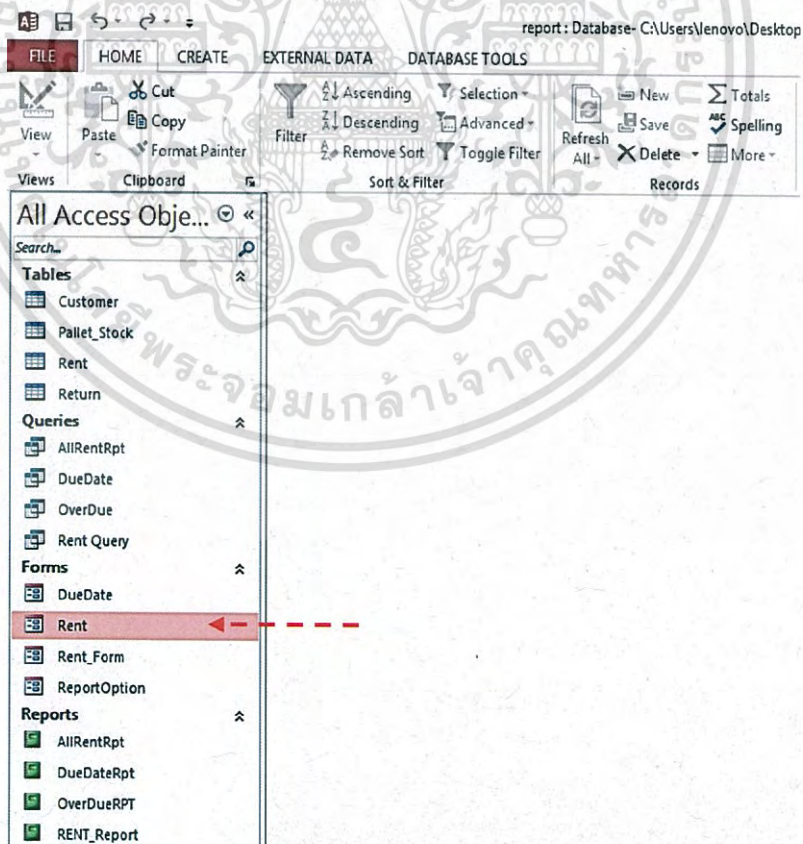 report : Database- C:\Users\lenovo\Desktop
FILE HOME CREATE EXTERNAL DATA DATABASE TOOLS
View
Views
Paste
Cut
Copy
Format Painter
Clipboard
Filter
Ascending
Descending
Remove Sort
Selection
Advanced
Toggle Filter
Sort & Filter
Refresh
All
New
Save
Delete
Totals
Spelling
More
Records
All Access Obje...
Search...
Tables
Customer
Pallet_Stock
Rent
Return
Queries
AllRentRpt
DueDate
OverDue
Rent Query
Forms
DueDate
Rent
Rent_Form
ReportOption
Reports
AllRentRpt
DueDateRpt
OverDueRPT
RENT_Report
พระจอมเกล้าเจ้าคุณทหาร